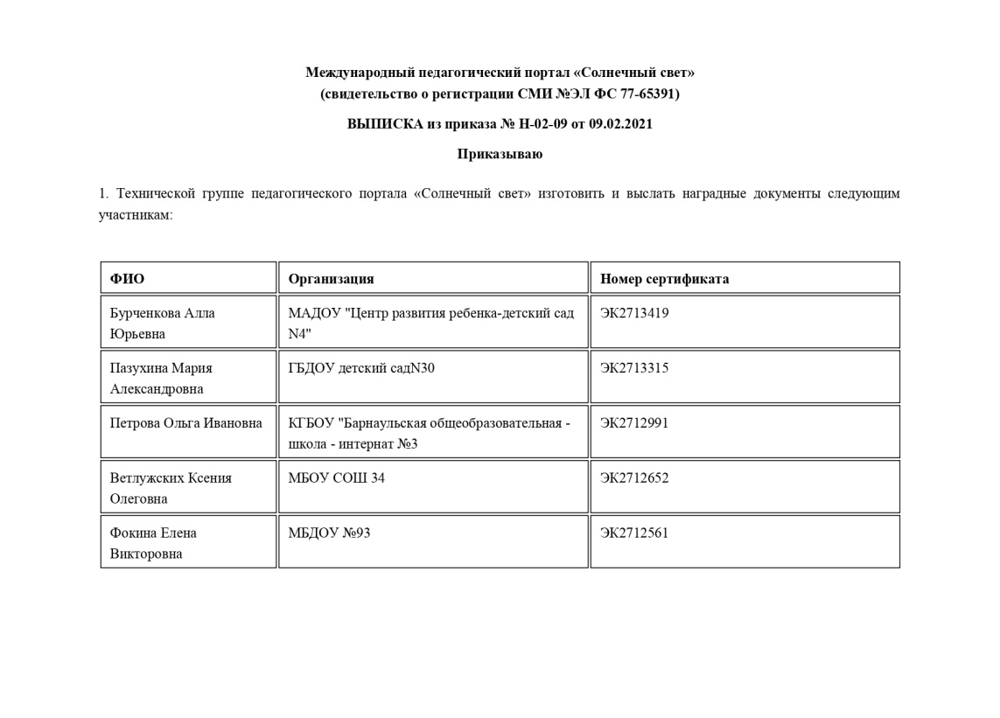 Международный педагогический портал «Солнечный свет»
(свидетельство о регистрации СМИ №ЭЛ ФС 77-65391)
ВЫПИСКА из приказа № Н-02-09 от 09.02.2021
Приказываю
1. Технической группе педагогического портала «Солнечный свет» изготовить и выслать наградные документы следующим
участникам:
ФИО Организация Номер сертификата
Бурченкова Алла МАДОУ "Центр развития ребенка-детский сад ЭК2713419
Юрьевна N4"
Пазухина Мария ГБДОУ детский садN30 ЭК2713315
Александровна
Петрова Ольга Ивановна КГБОУ "Барнаульская общеобразовательная - ЭК2712991
школа - интернат №3
Ветлужских Ксения МБОУ СОШ 34 ЭК2712652
Олеговна
Фокина Елена МБДОУ №93 ЭК2712561
Викторовна